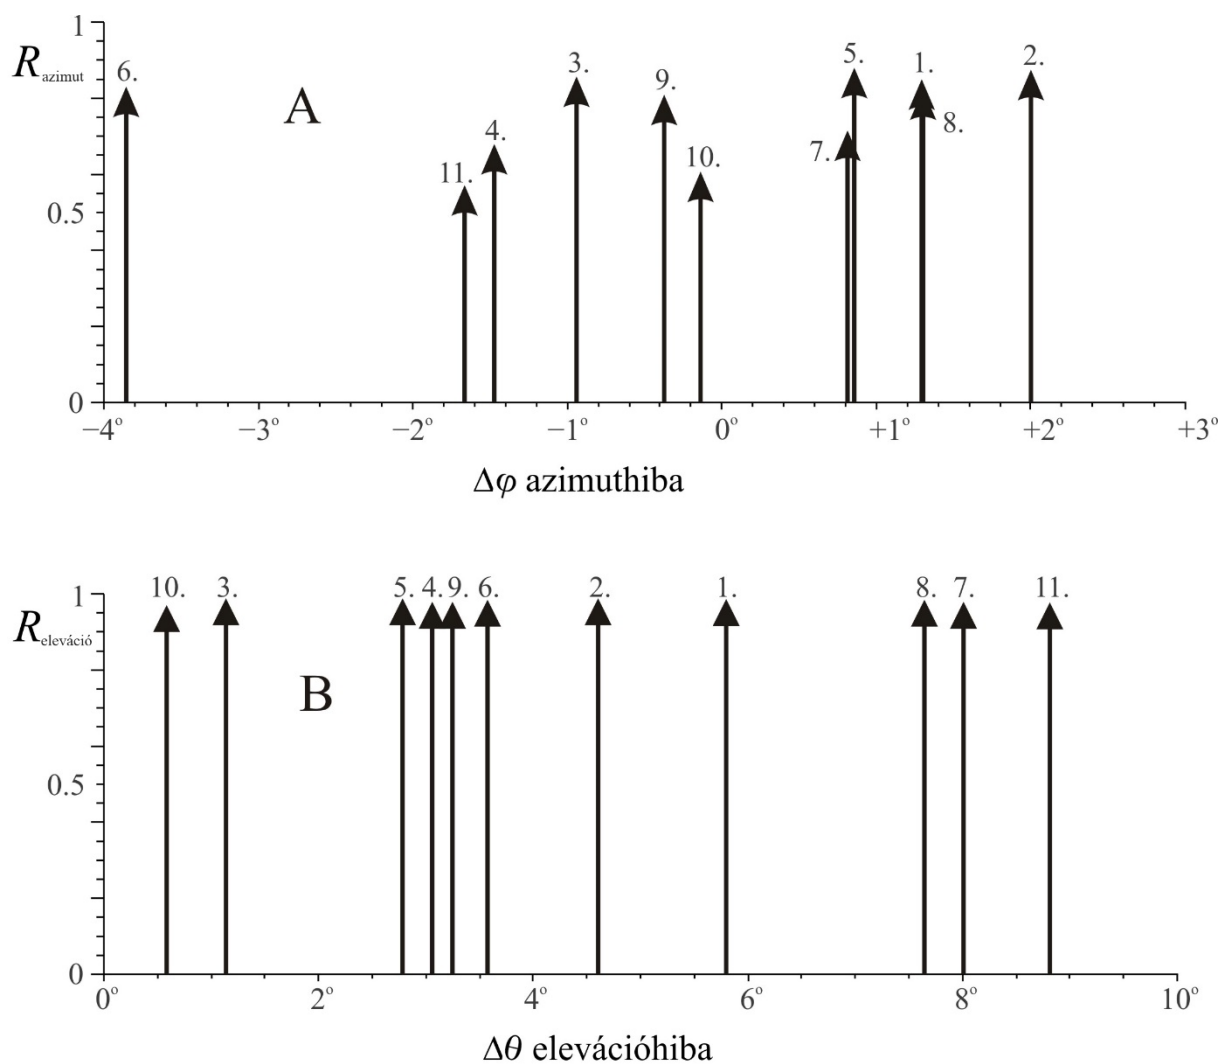 1
R azimut
6.
A
11.
4.
3.
9.
10.
7.
5.
1.
8.
2.
0.5
0
−4° −3° −2° −1° 0° +1° +2° +3°
Δφ azimuthiba
1
R eleváció
10. 3. 5. 4. 9. 6. 2. 1. 8. 7. 11.
B
0.5
0
0° 2° 4° 6° 8° 10°
Δθ elevációhiba